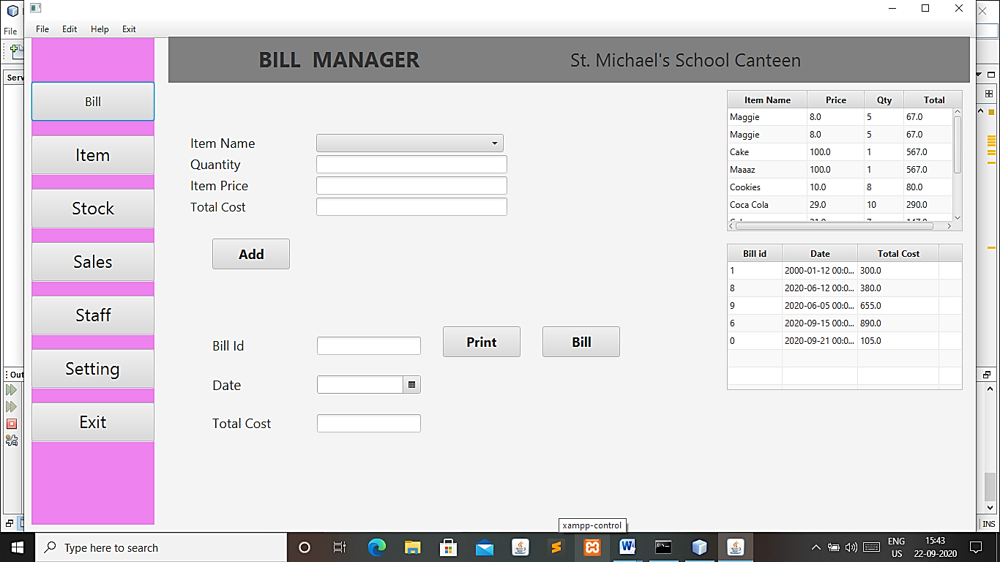 File
File Edit Help Exit
BILL MANAGER St. Michael's School Canteen
Serv
Bill
Item
Stock
Sales
Staff
Setting
Exit
Item Name
Quantity
Item Price
Total Cost
Add
Bill Id
Print
Bill
Date
Total Cost
Item Name Price Qty Total
Maggie 8.0 5 67.0
Maggie 8.0 5 67.0
Cake 100.0 1 567.0
Maaaz 100.0 1 567.0
Cookies 10.0 8 80.0
Coca Cola 29.0 10 290.0
Bill id Date Total Cost
1 2000-01-12 00:0... 300.0
8 2020-06-12 00:0... 380.0
9 2020-06-05 00:0... 655.0
6 2020-09-15 00:0... 890.0
0 2020-09-21 00:0... 105.0
: Out
INS
xampp-control
Type here to search
ENG
US
15:43
22-09-2020